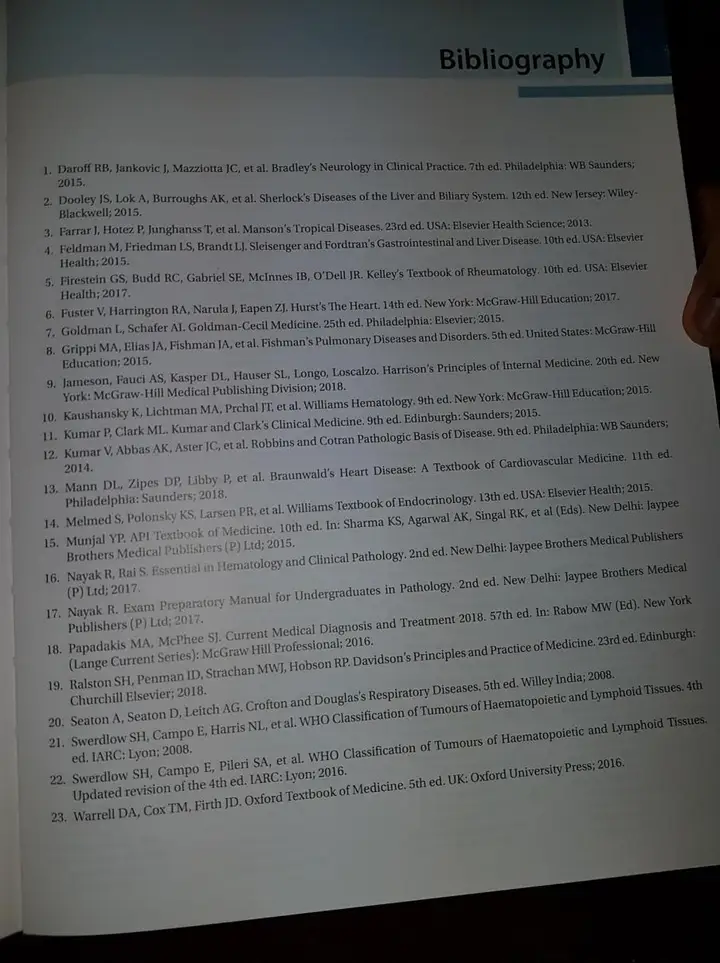 Bibliography
1. Daroff RB, Jankovic J, Mazziotta JC, et al. Bradley's Neurology in Clinical Practice. 7th ed. Philadelphia: WB Saunders;
2015.
2. Dooley JS, Lok A, Burroughs AK, et al. Sherlock's Diseases of the Liver and Biliary System. 12th ed. New Jersey: Wiley-
Blackwell; 2015.
3. Farrar J, Hotez P, Junghanss T, et al. Manson's Tropical Diseases. 23rd ed. USA: Elsevier Health Science; 2013.
4. Feldman M, Friedman LS, Brandt LJ. Sleisenger and Fordtran's Gastrointestinal and Liver Disease. 10th ed. USA: Elsevier
Health; 2015.
5. Firestein GS, Budd RC, Gabriel SE, McInnes IB, O'Dell JR. Kelley's Textbook of Rheumatology. 10th ed. USA: Elsevier
Health; 2017.
6. Fuster V, Harrington RA, Narula J, Eapen ZJ. Hurst's The Heart. 14th ed. New York: McGraw-Hill Education; 2017.
7. Goldman L, Schafer AI. Goldman-Cecil Medicine. 25th ed. Philadelphia: Elsevier; 2015.
8. Grippi MA, Elias JA, Fishman JA, et al. Fishman's Pulmonary Diseases and Disorders. 5th ed. United States: McGraw-Hill
Education; 2015.
9. Jameson, Fauci AS, Kasper DL, Hauser SL, Longo, Loscalzo. Harrison's Principles of Internal Medicine. 20th ed. New
York: McGraw-Hill Medical Publishing Division; 2018.
10. Kaushansky K, Lichtman MA, Prchal JT, et al. Williams Hematology. 9th ed. New York: McGraw-Hill Education; 2015.
11. Kumar P, Clark ML. Kumar and Clark's Clinical Medicine. 9th ed. Edinburgh: Saunders; 2015.
12. Kumar V, Abbas AK, Aster JC, et al. Robbins and Cotran Pathologic Basis of Disease. 9th ed. Philadelphia: WB Saunders;
2014.
13. Mann DL, Zipes DP, Libby P, et al. Braunwald's Heart Disease: A Textbook of Cardiovascular Medicine. 11th ed.
Philadelphia: Saunders; 2018.
14. Melmed S, Polonsky KS, Larsen PR, et al. Williams Textbook of Endocrinology. 13th ed. USA: Elsevier Health; 2015.
15. Munjal YP. API Textbook of Medicine. 10th ed. In: Sharma KS, Agarwal AK, Singal RK, et al (Eds). New Delhi: Jaypee
Brothers Medical Publishers (P) Ltd; 2015.
16. Nayak R, Rai S. Essential in Hematology and Clinical Pathology. 2nd ed. New Delhi: Jaypee Brothers Medical Publishers
(P) Ltd; 2017.
17. Nayak R. Exam Preparatory Manual for Undergraduates in Pathology. 2nd ed. New Delhi: Jaypee Brothers Medical
Publishers (P) Ltd; 2017.
18. Papadakis MA, McPhee SJ. Current Medical Diagnosis and Treatment 2018. 57th ed. In: Rabow MW (Ed). New York
(Lange Current Series): McGraw Hill Professional; 2016.
19. Ralston SH, Penman ID, Strachan MWJ, Hobson RP. Davidson's Principles and Practice of Medicine. 23rd ed. Edinburgh:
Churchill Elsevier; 2018.
20. Seaton A, Seaton D, Leitch AG. Crofton and Douglas's Respiratory Diseases. 5th ed. Willey India; 2008.
21. Swerdlow SH, Campo E, Harris NL, et al. WHO Classification of Tumours of Haematopoietic and Lymphoid Tissues. 4th
ed. IARC: Lyon; 2008.
22. Swerdlow SH, Campo E, Pileri SA, et al. WHO Classification of Tumours of Haematopoietic and Lymphoid Tissues.
Updated revision of the 4th ed. IARC: Lyon; 2016.
23. Warrell DA, Cox TM, Firth JD. Oxford Textbook of Medicine. 5th ed. UK: Oxford University Press; 2016.